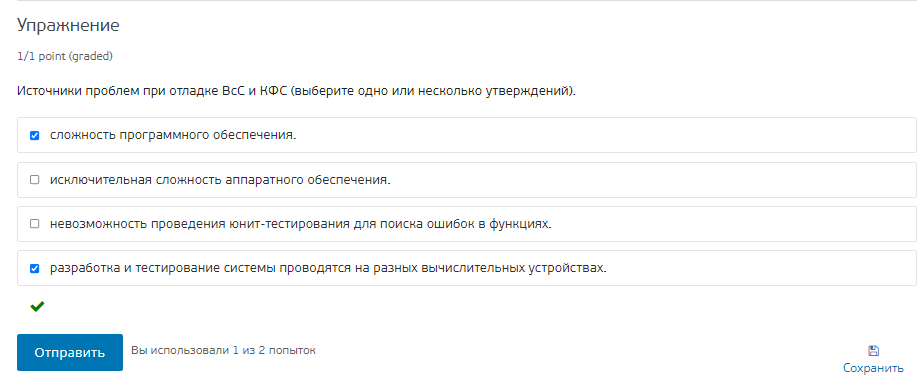 Упражнение
1/1 point (graded)
Источники проблем при отладке ВсС и КФС (выберите одно или несколько утверждений).
сложность программного обеспечения.
исключительная сложность аппаратного обеспечения.
невозможность проведения юнит-тестирования для поиска ошибок в функциях.
разработка и тестирование системы проводятся на разных вычислительных устройствах.
Отправить
Вы использовали 1 из 2 попыток
Сохранить